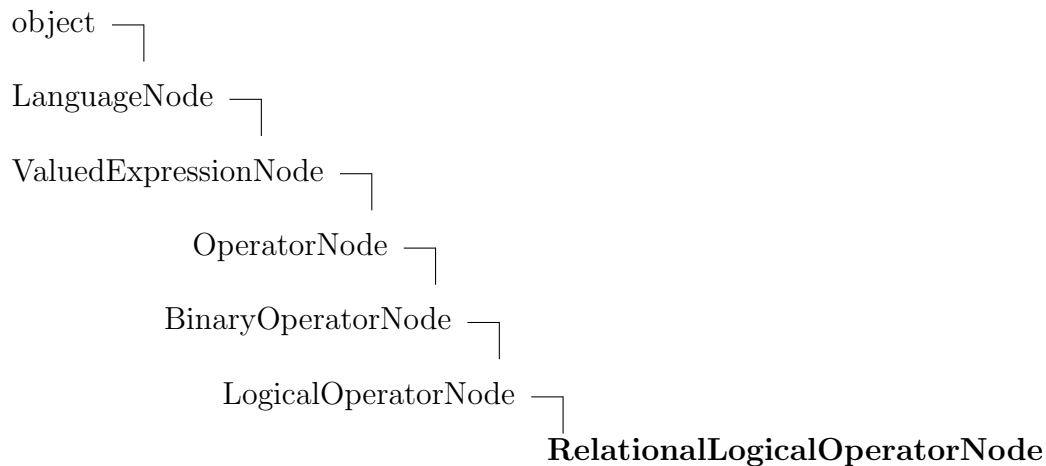 object
LanguageNode
ValuedExpressionNode
OperatorNode
BinaryOperatorNode
LogicalOperatorNode
RelationalLogicalOperatorNode